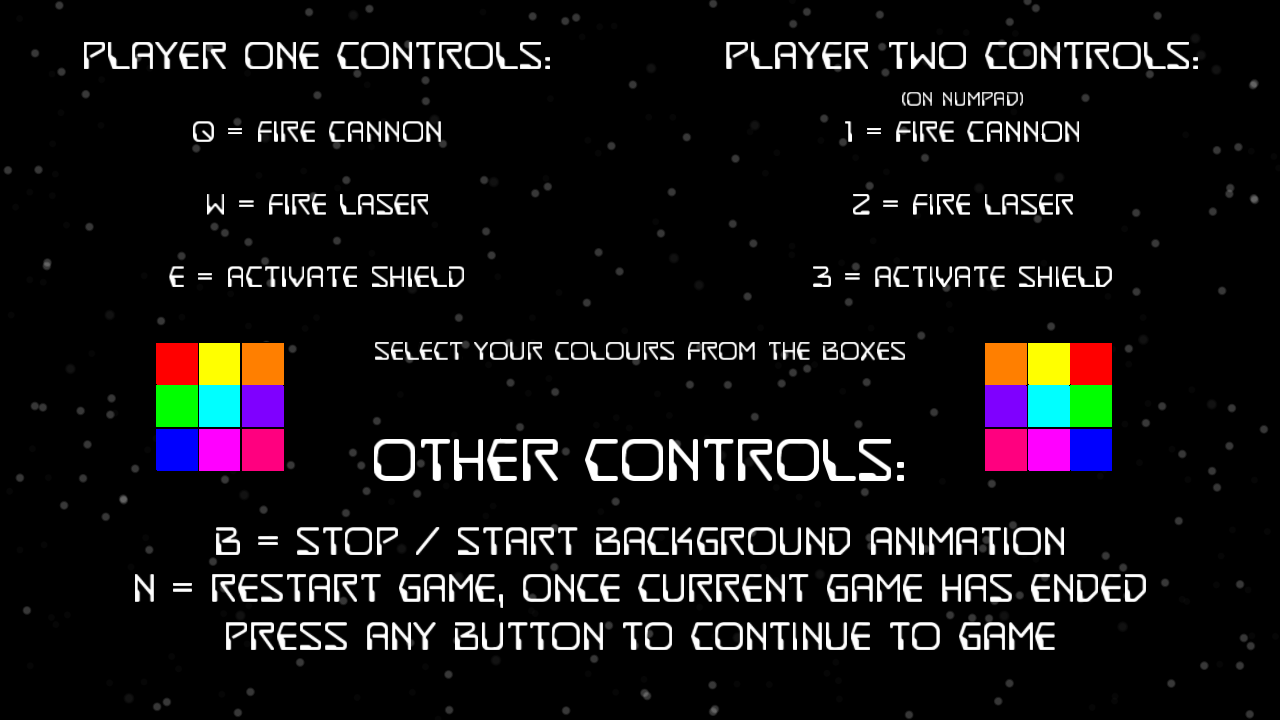 PLAYER ONE CONTROLS:
Q = FIRE CANNON
W = FIRE LASER
E = ACTIVATE SHIELD
PLAYER TWO CONTROLS:
(ON NUMPAD)
1 = FIRE CANNON
2 = FIRE LASER
3 = ACTIVATE SHIELD
SELECT YOUR COLOURS FROM THE BOXES
OTHER CONTROLS:
B = STOP / START BACKGROUND ANIMATION
N = RESTART GAME, ONCE CURRENT GAME HAS ENDED
PRESS ANY BUTTON TO CONTINUE TO GAME